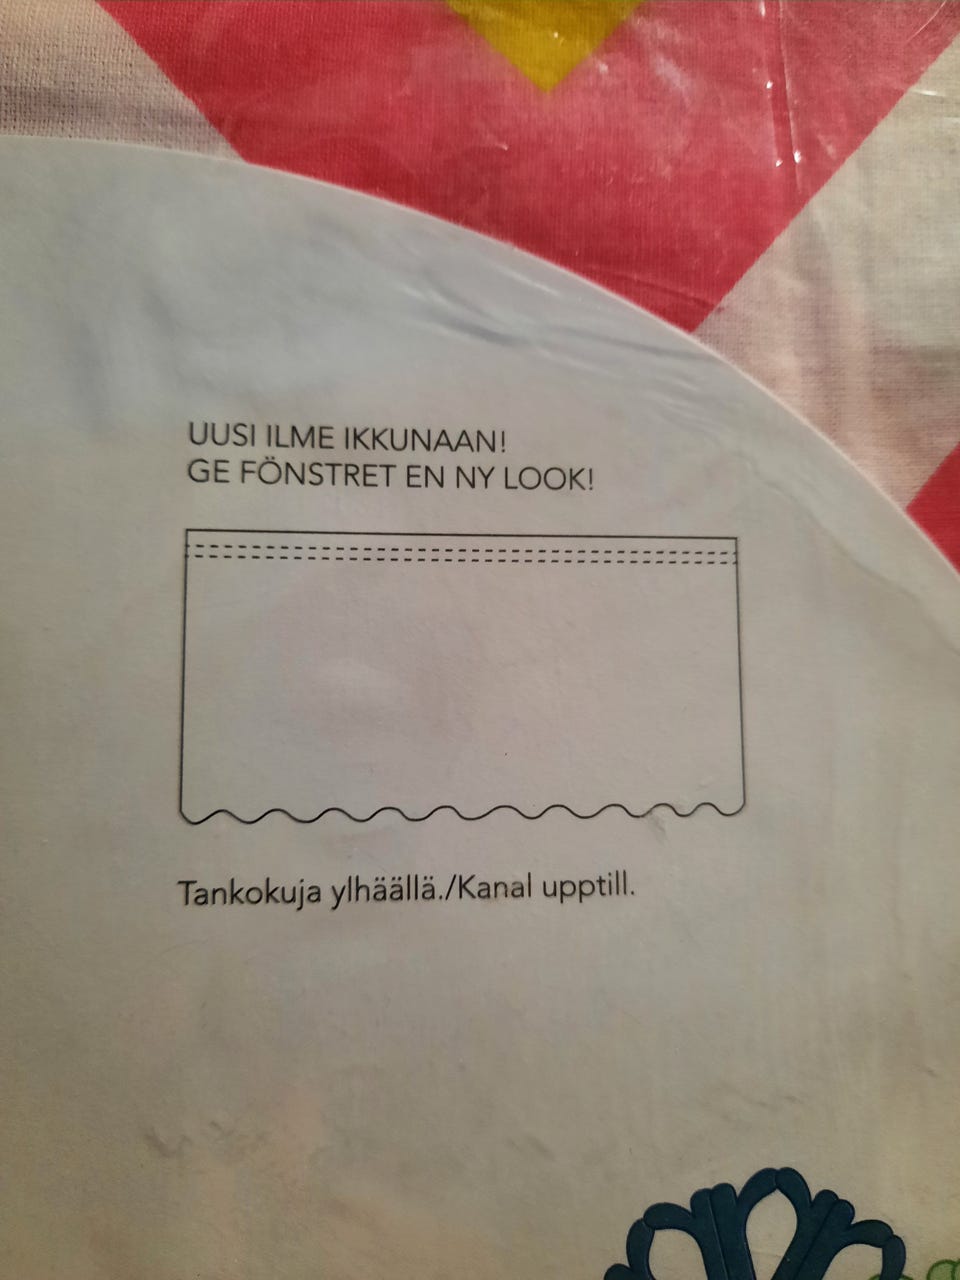 UUSI ILME IKKUNAAN!
GE FÖNSTRET EN NY LOOK!
Tankokuja ylhäällä./Kanal upptill.